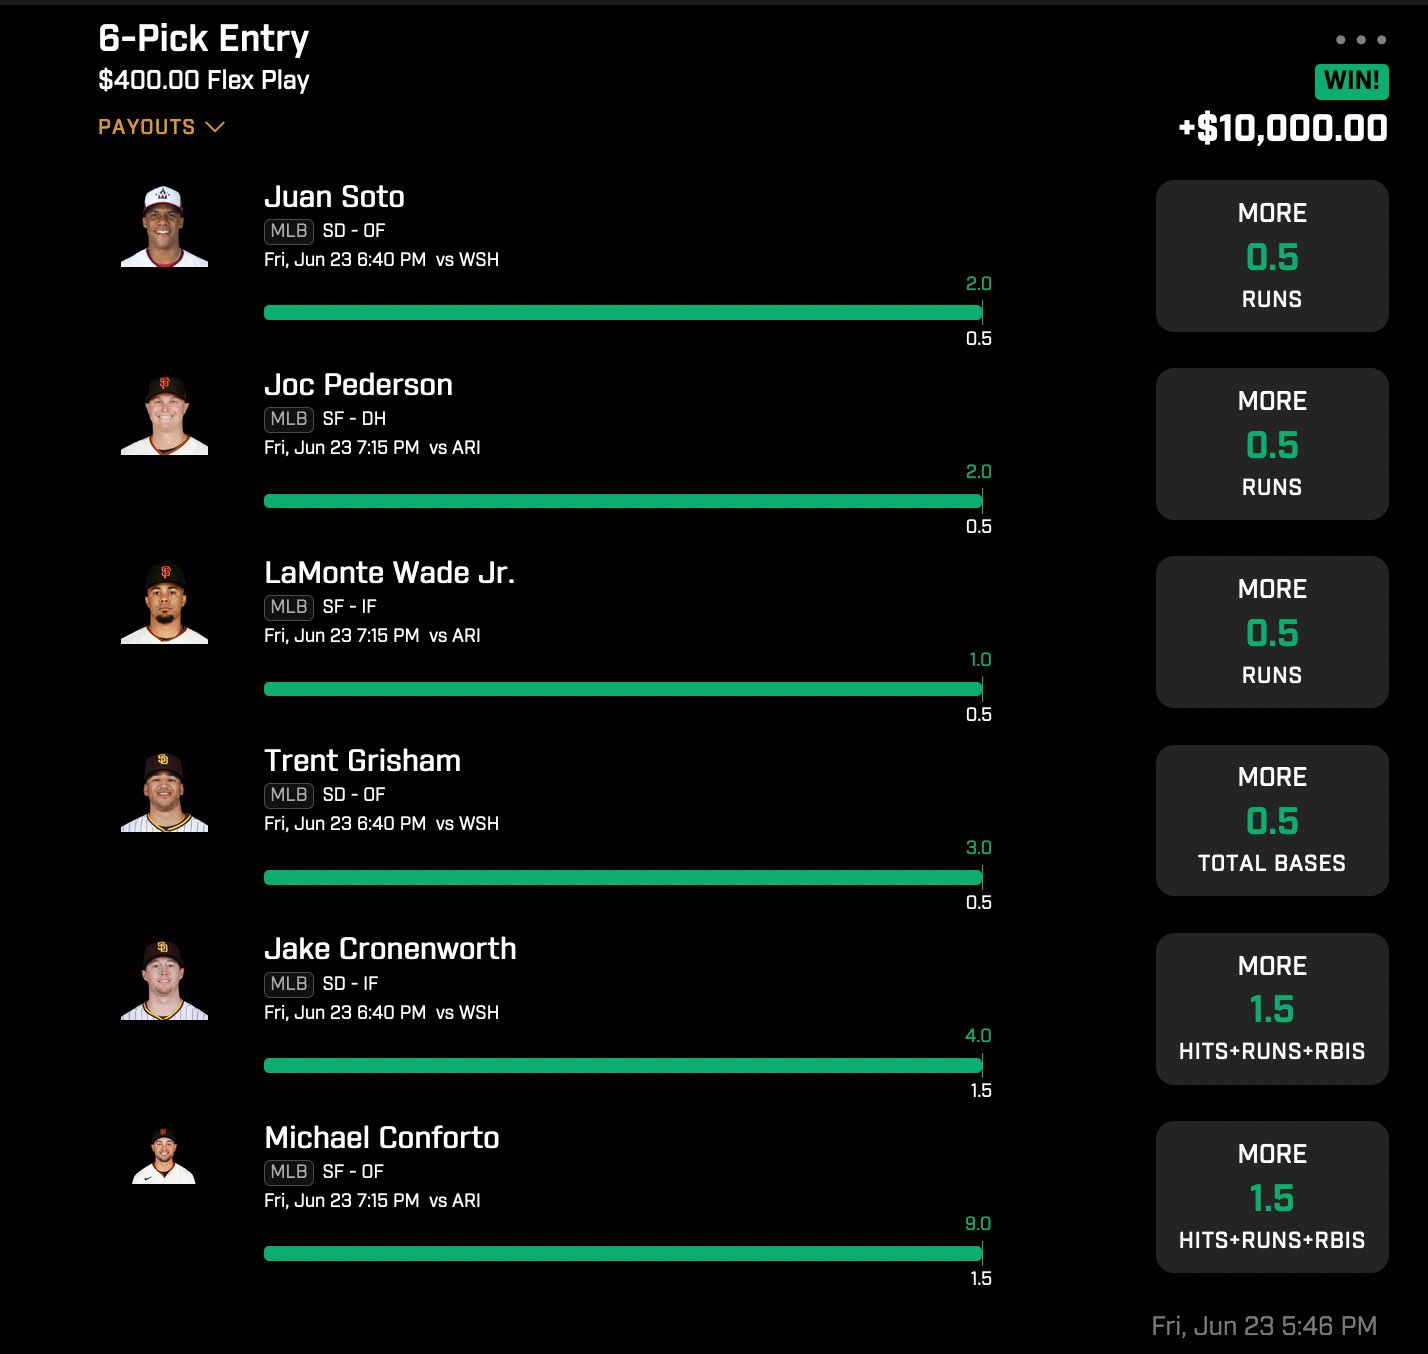 6-Pick Entry
$400.00 Flex Play
WIN!
PAYOUTS
+$10,000.00
Juan Soto
MLB SD - OF
Fri, Jun 23 6:40 PM vs WSH
2.0
0.5
MORE
0.5
RUNS
Joc Pederson
MLB SF - DH
Fri, Jun 23 7:15 PM vs ARI
2.0
0.5
MORE
0.5
RUNS
LaMonte Wade Jr.
MLB SF - IF
Fri, Jun 23 7:15 PM vs ARI
1.0
0.5
MORE
0.5
RUNS
Trent Grisham
MLB SD - OF
Fri, Jun 23 6:40 PM vs WSH
3.0
0.5
MORE
0.5
TOTAL BASES
Jake Cronenworth
MLB SD - IF
Fri, Jun 23 6:40 PM vs WSH
4.0
1.5
MORE
1.5
HITS+RUNS+RBIS
Michael Conforto
MLB SF - OF
Fri, Jun 23 7:15 PM vs ARI
9.0
1.5
MORE
1.5
HITS+RUNS+RBIS
Fri, Jun 23 5:46 PM